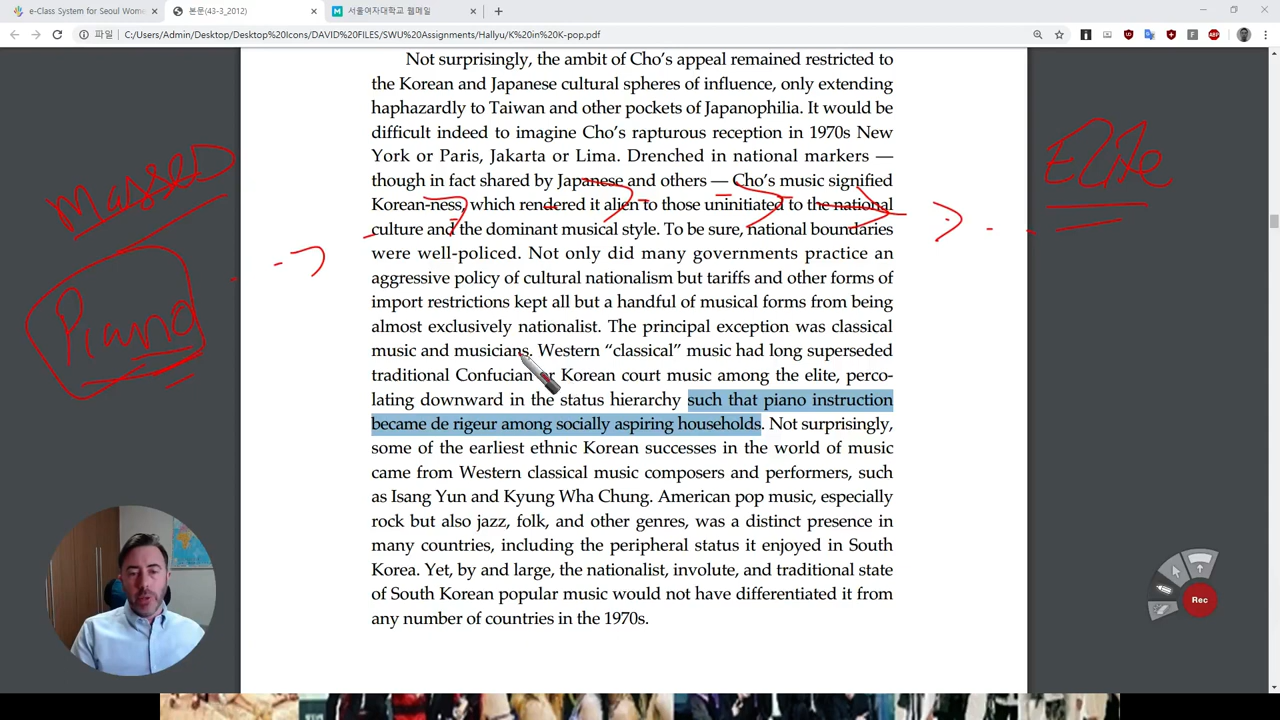 e-Class System for Seoul Wome
본문(43-3_2012)
서울여자대학교 웹메일
파일 C:/Users/Admin/Desktop/Desktop%20Icons/DAVID%20FILES/SWU%20Assignments/Hallyu/K%20in%20K-pop.pdf
Not surprisingly, the ambit of Cho’s appeal remained restricted to
the Korean and Japanese cultural spheres of influence, only extending
haphazardly to Taiwan and other pockets of Japanophilia. It would be
difficult indeed to imagine Cho’s rapturous reception in 1970s New
York or Paris, Jakarta or Lima. Drenched in national markers —
though in fact shared by Japanese and others — Cho’s music signified
Korean-ness, which rendered it alien to those uninitiated to the national
culture and the dominant musical style. To be sure, national boundaries
were well-policed. Not only did many governments practice an
aggressive policy of cultural nationalism but tariffs and other forms of
import restrictions kept all but a handful of musical forms from being
almost exclusively nationalist. The principal exception was classical
music and musicians. Western “classical” music had long superseded
traditional Confucian or Korean court music among the elite, perco-
lating downward in the status hierarchy such that piano instruction
became de rigeur among socially aspiring households. Not surprisingly,
some of the earliest ethnic Korean successes in the world of music
came from Western classical music composers and performers, such
as Isang Yun and Kyung Wha Chung. American pop music, especially
rock but also jazz, folk, and other genres, was a distinct presence in
many countries, including the peripheral status it enjoyed in South
Korea. Yet, by and large, the nationalist, involute, and traditional state
of South Korean popular music would not have differentiated it from
any number of countries in the 1970s.
massed
Piano
Elite
Rec